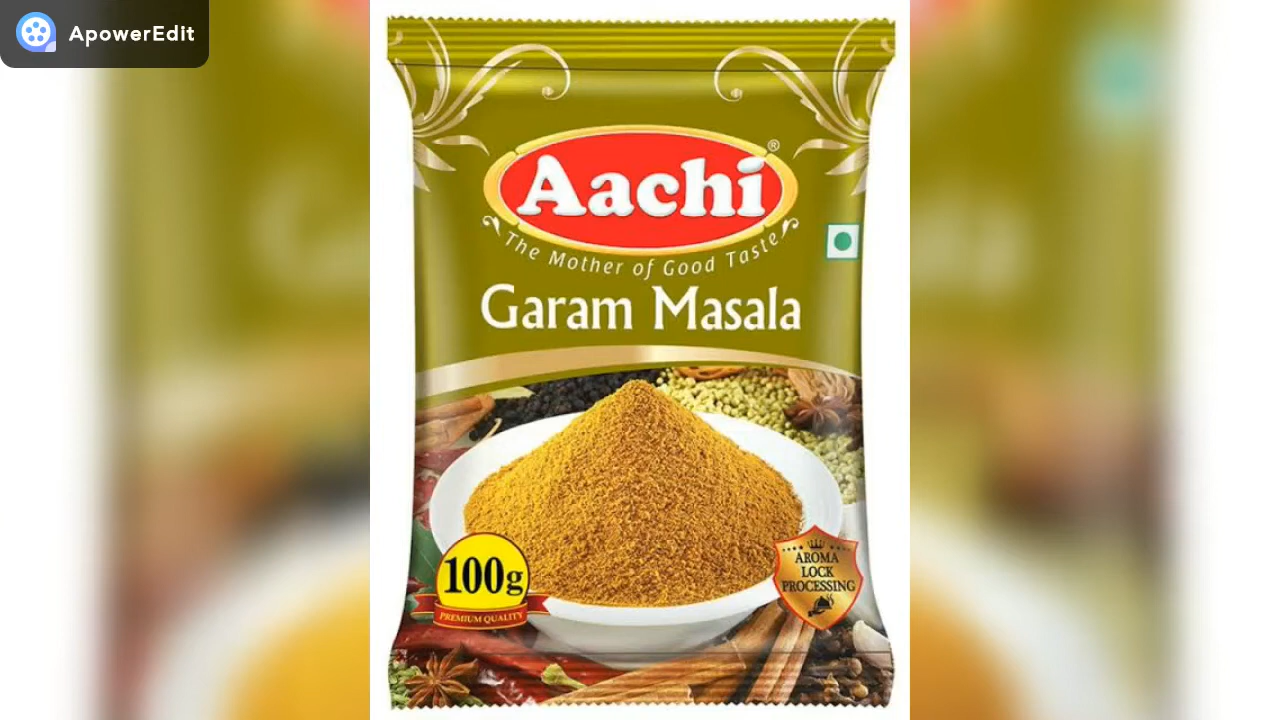 ApowerEdit
Aachi®
The Mother of Good Taste
Garam Masala
100g
PREMIUM QUALITY
AROMA
LOCK
PROCESSING